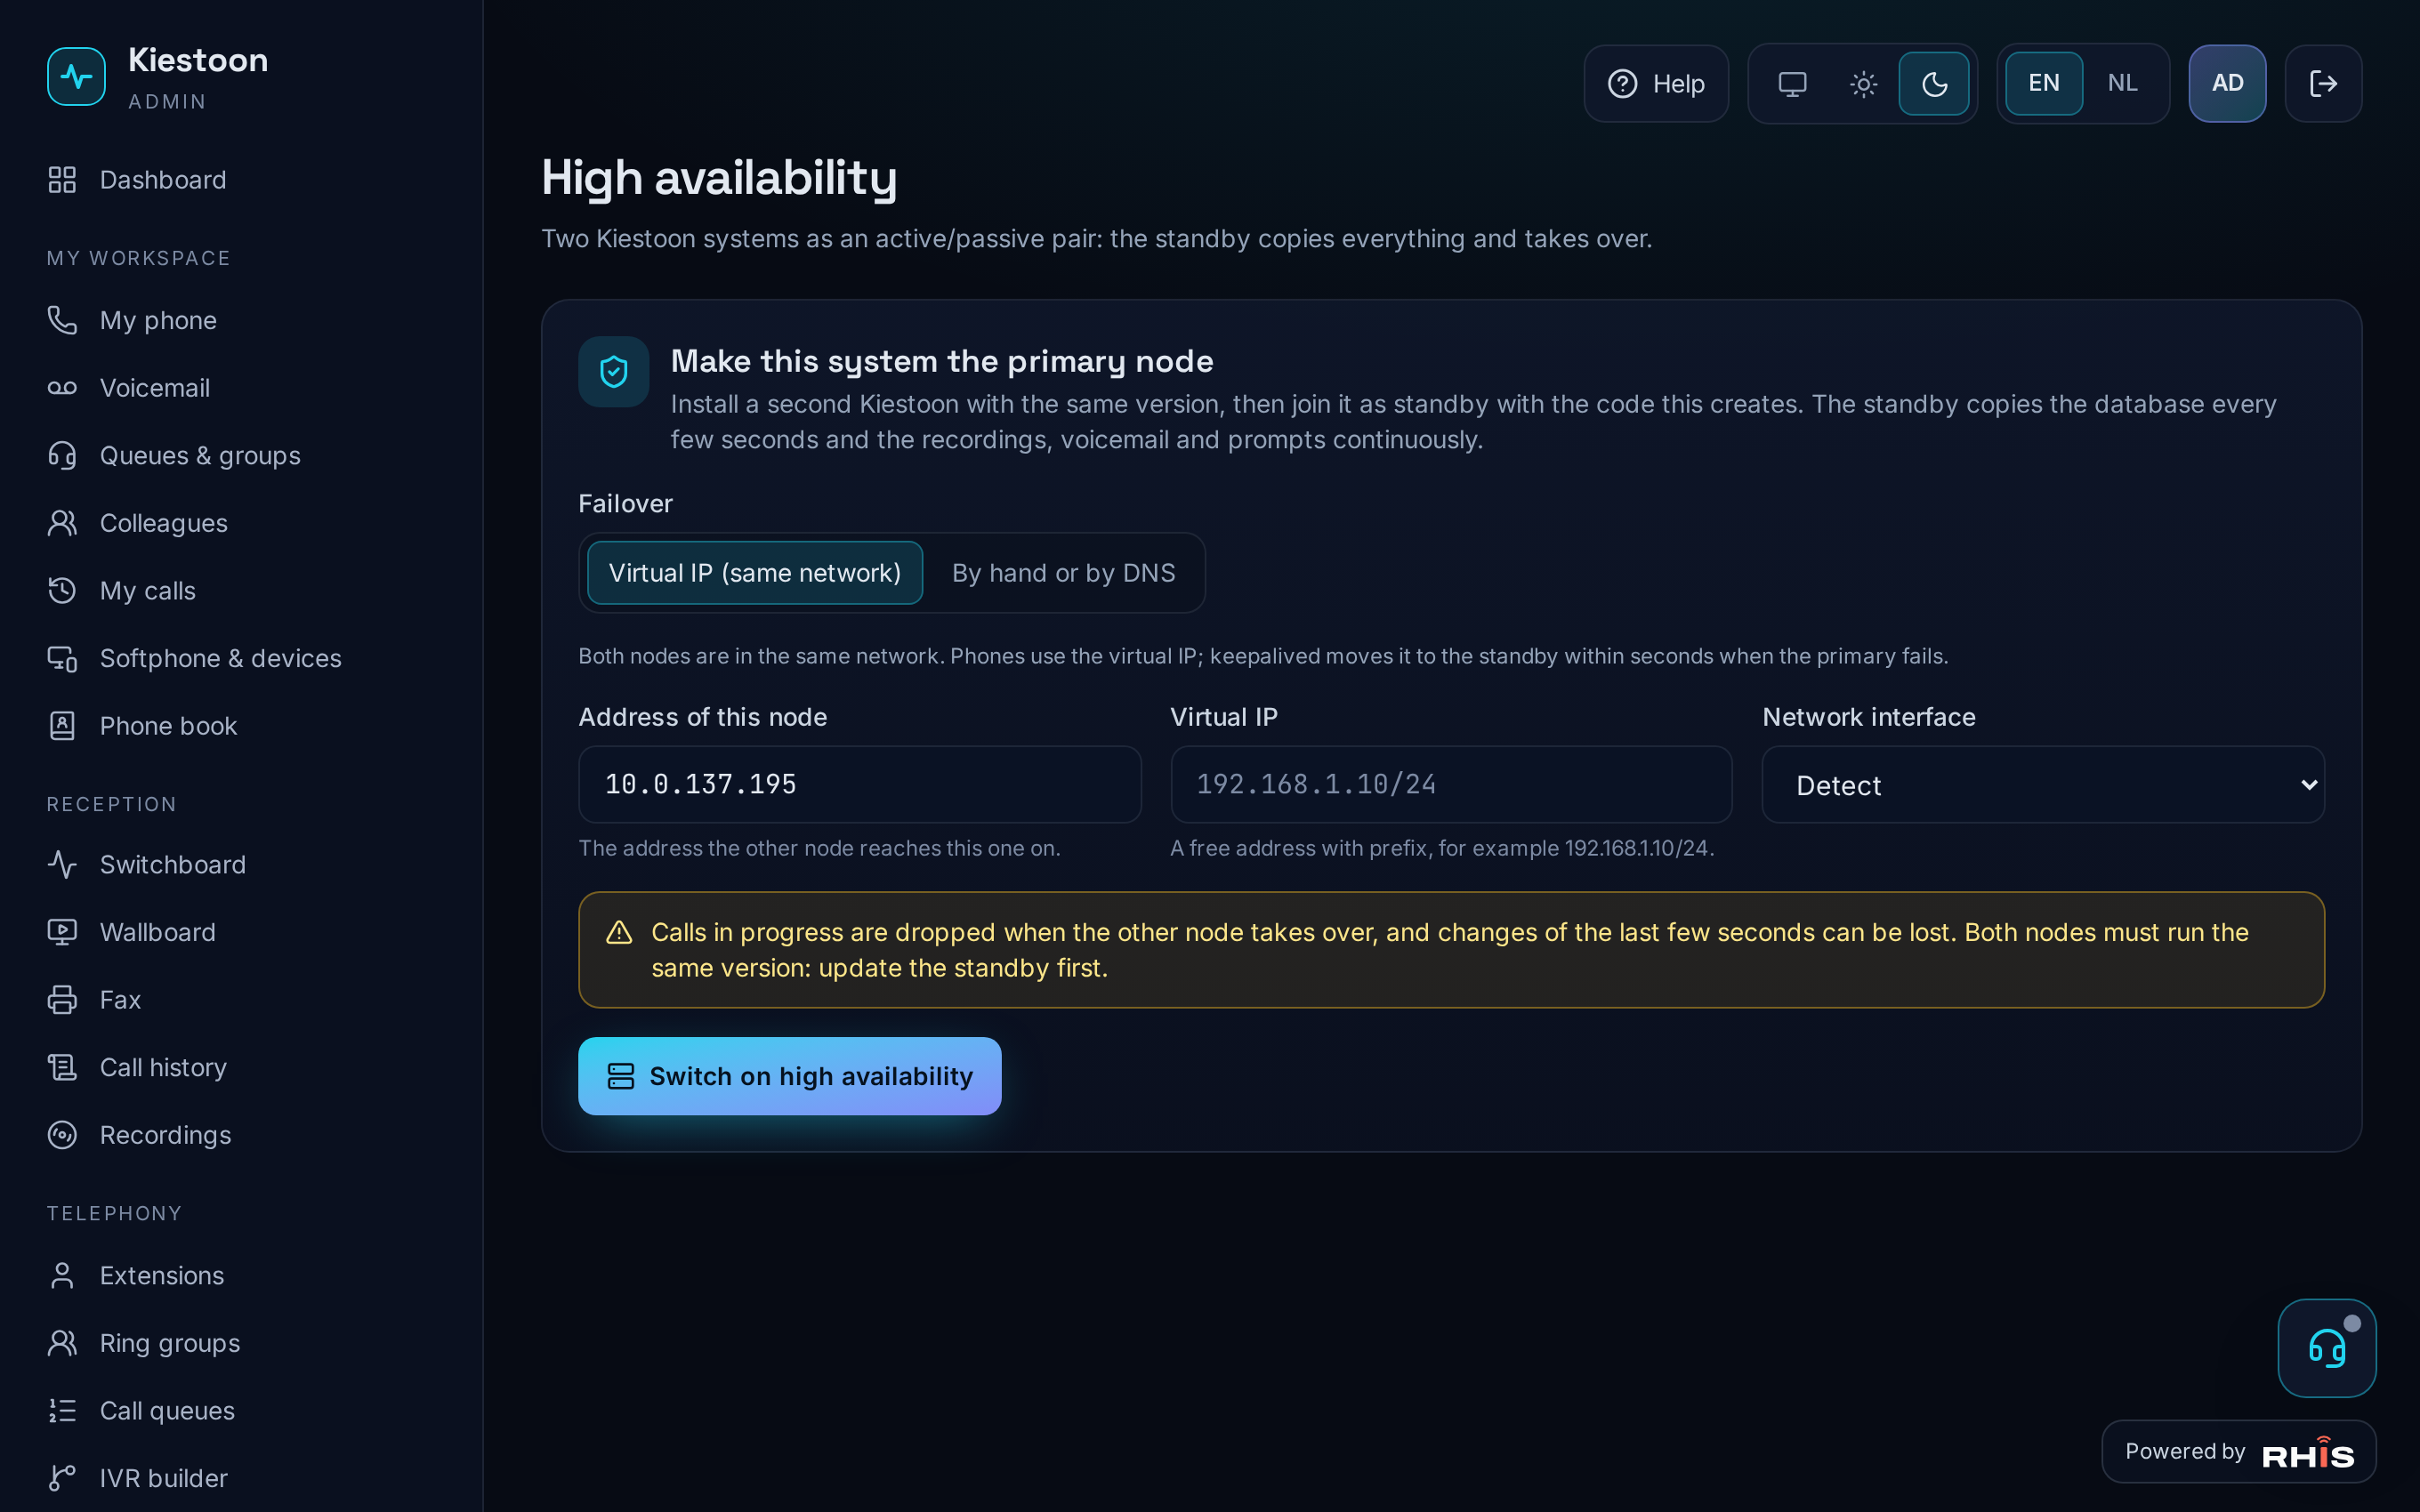 Kiestoon
ADMIN
Dashboard
MY WORKSPACE
My phone
Voicemail
Queues & groups
Colleagues
My calls
Softphone & devices
Phone book
RECEPTION
Switchboard
Wallboard
Fax
Call history
Recordings
TELEPHONY
Extensions
Ring groups
Call queues
IVR builder
Help
EN
NL
AD
High availability
Two Kiestoon systems as an active/passive pair: the standby copies everything and takes over.
Make this system the primary node
Install a second Kiestoon with the same version, then join it as standby with the code this creates. The standby copies the database every
few seconds and the recordings, voicemail and prompts continuously.
Failover
Virtual IP (same network)
By hand or by DNS
Both nodes are in the same network. Phones use the virtual IP; keepalived moves it to the standby within seconds when the primary fails.
Address of this node
Virtual IP
Network interface
10.0.137.195
192.168.1.10/24
Detect
The address the other node reaches this one on.
A free address with prefix, for example 192.168.1.10/24.
Calls in progress are dropped when the other node takes over, and changes of the last few seconds can be lost. Both nodes must run the
same version: update the standby first.
Switch on high availability
Powered by RHIS